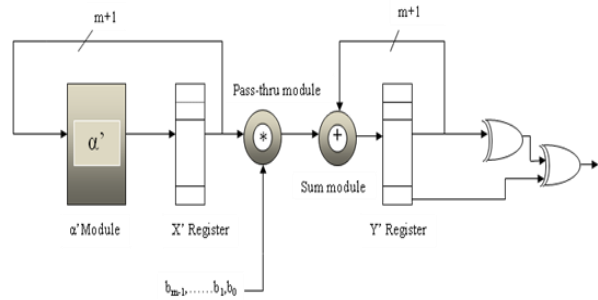 m+1
m+1
Pass-thru module
α'
*
+
Sum module
α'Module
X' Register
Y' Register
bm-1,......b1,b0